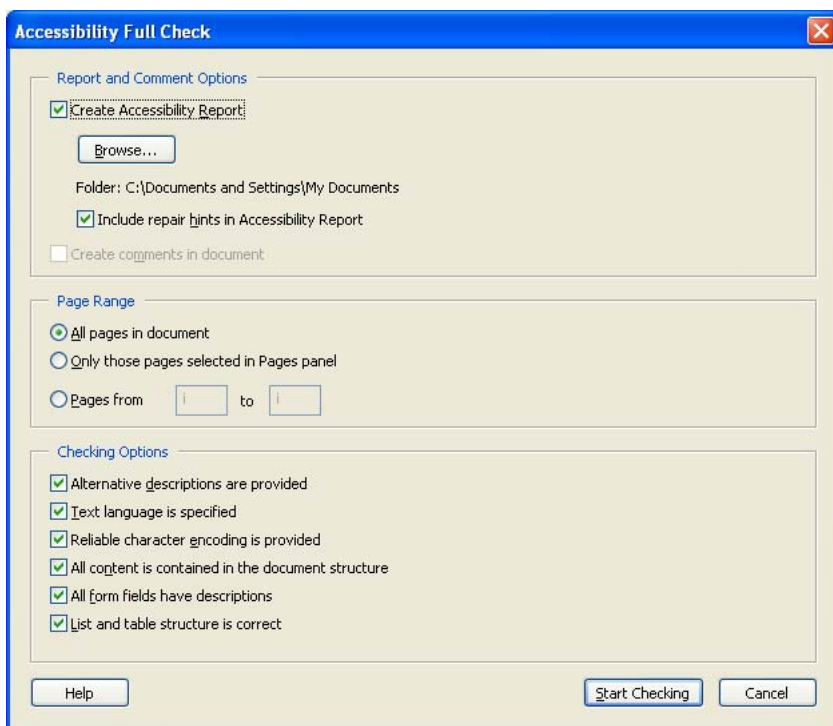 Accessibility Full Check
Report and Comment Options
Create Accessibility Report
Browse...
Folder: C:\Documents and Settings\My Documents
Include repair hints in Accessibility Report
Create comments in document
Page Range
All pages in document
Only those pages selected in Pages panel
Pages from i to i
Checking Options
Alternative descriptions are provided
Text language is specified
Reliable character encoding is provided
All content is contained in the document structure
All form fields have descriptions
List and table structure is correct
Help Start Checking Cancel